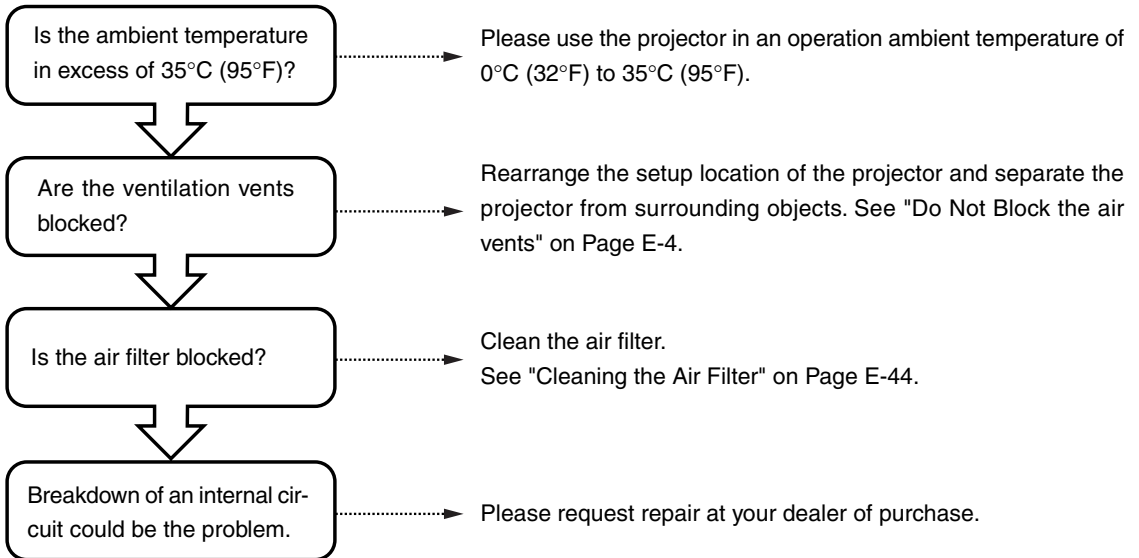 Is the ambient temperature
in excess of 35°C (95°F)?
Please use the projector in an operation ambient temperature of
0°C (32°F) to 35°C (95°F).
Are the ventilation vents
blocked?
Rearrange the setup location of the projector and separate the
projector from surrounding objects. See "Do Not Block the air
vents" on Page E-4.
Is the air filter blocked?
Clean the air filter.
See "Cleaning the Air Filter" on Page E-44.
Breakdown of an internal cir-
cuit could be the problem.
Please request repair at your dealer of purchase.